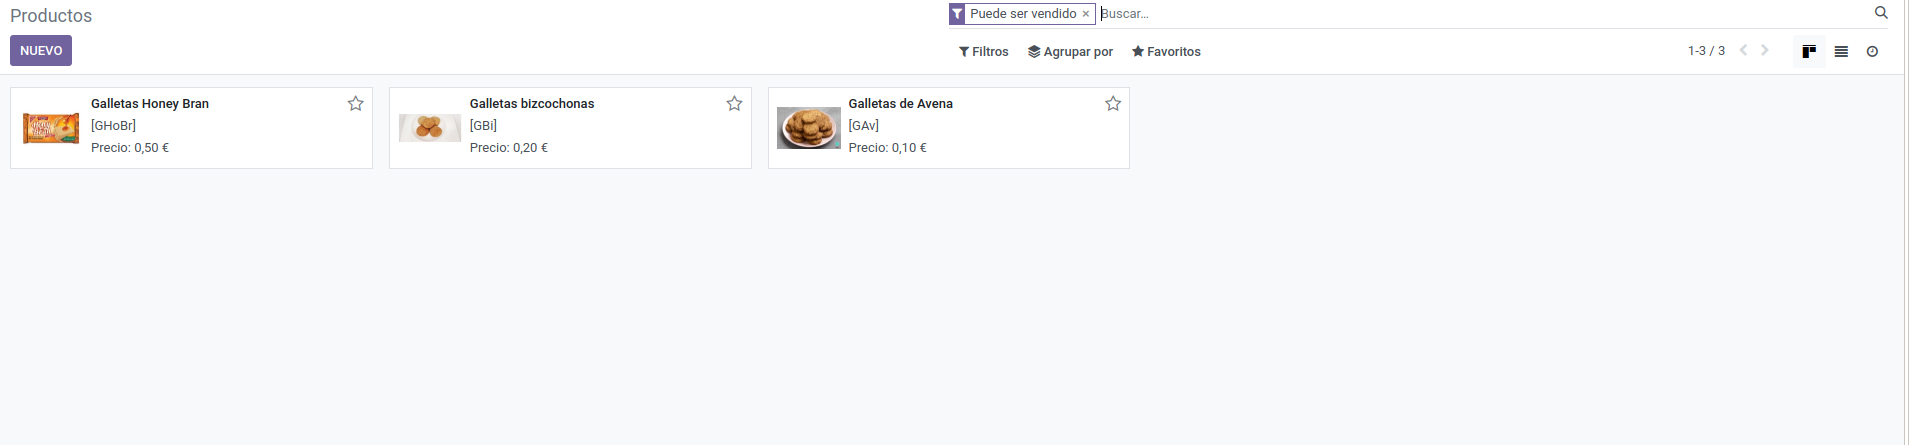 Productos
Puede ser vendido ×
Buscar...
NUEVO
Filtros
Agrupar por
Favoritos
1-3 / 3
Galletas Honey Bran
[GHoBr]
Precio: 0,50 €
Galletas bizcochonas
[GBi]
Precio: 0,20 €
Galletas de Avena
[GAv]
Precio: 0,10 €